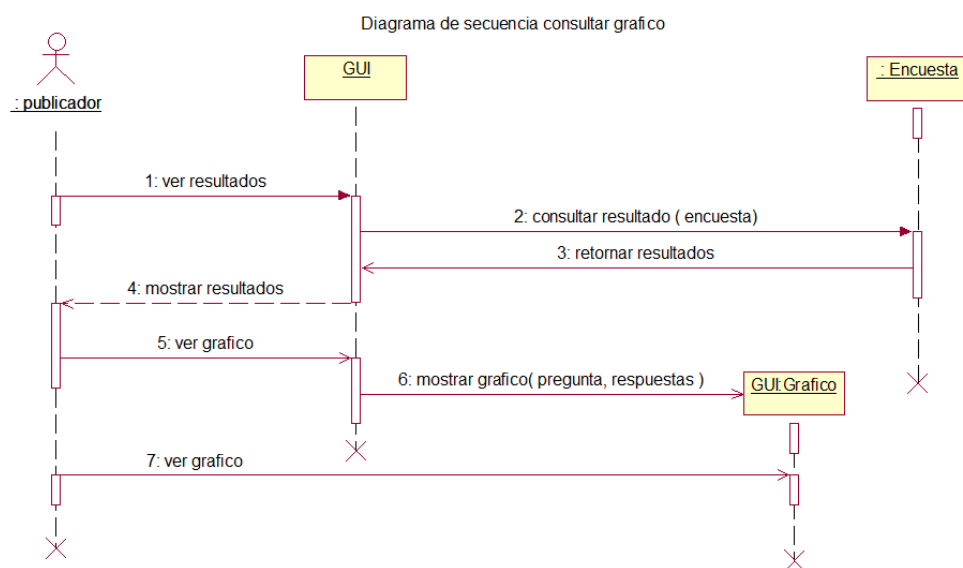 Diagrama de secuencia consultar grafico
GUI
: Encuesta
: publicador
1: ver resultados
2: consultar resultado ( encuesta)
3: retornar resultados
4: mostrar resultados
5: ver grafico
6: mostrar grafico( pregunta, respuestas )
GUI:Grafico
7: ver grafico